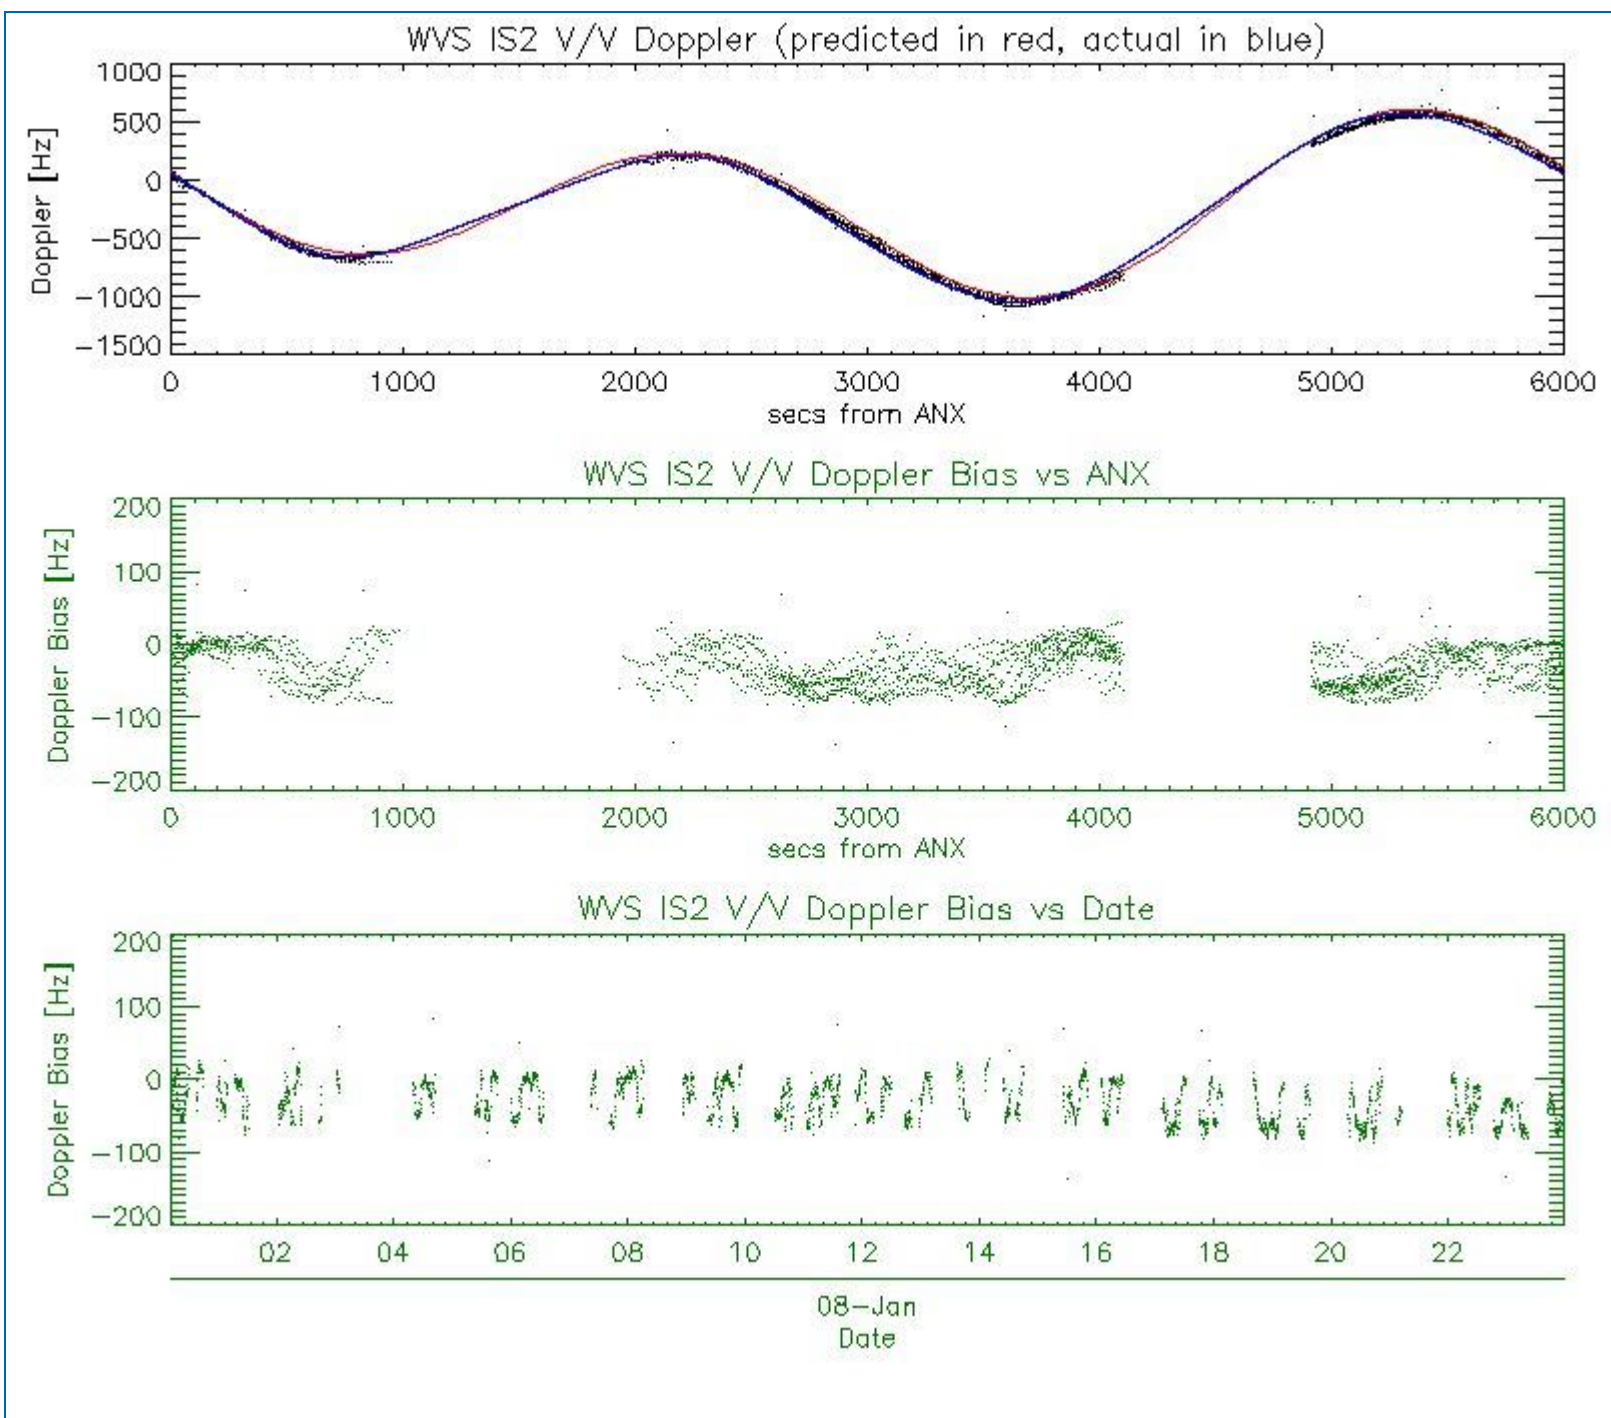 WVS IS2 V/V Doppler (predicted in red, actual in blue)
Doppler [Hz]
1000
500
0
−500
−1000
−1500
0 1000 2000 3000 4000 5000 6000
secs from ANX
WVS IS2 V/V Doppler Bias vs ANX
Doppler Bias [Hz]
200
100
0
−100
−200
0 1000 2000 3000 4000 5000 6000
secs from ANX
WVS IS2 V/V Doppler Bias vs Date
Doppler Bias [Hz]
200
100
0
−100
−200
02 04 06 08 10 12 14 16 18 20 22
08−Jan
Date